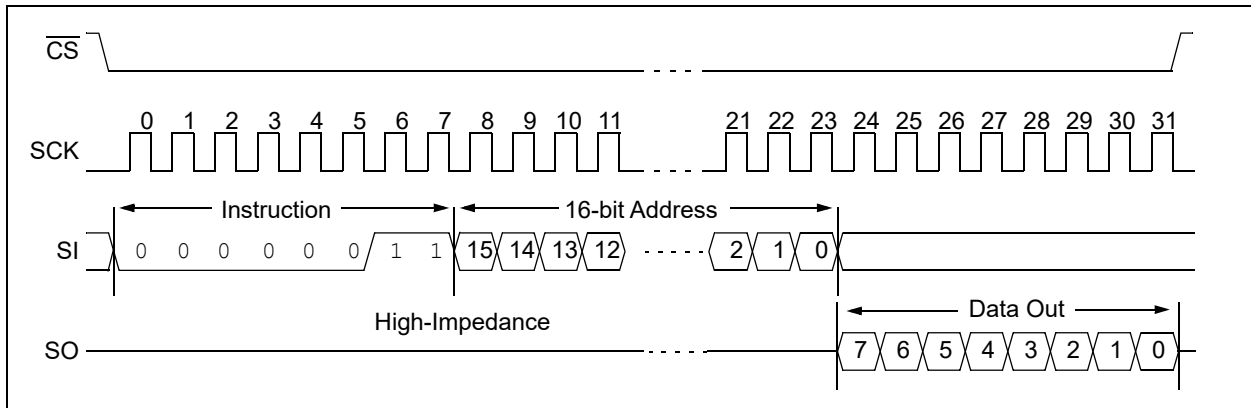 CS
0 1 2 3 4 5 6 7 8 9 10 11 21 22 23 24 25 26 27 28 29 30 31
SCK
Instruction 16-bit Address
SI 0 0 0 0 0 0 1 1 15 14 13 12 2 1 0
Data Out
High-Impedance
SO 7 6 5 4 3 2 1 0